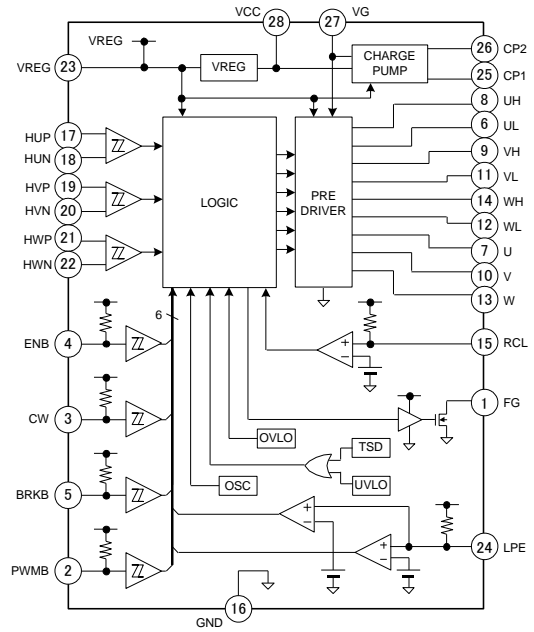 VCC VG
28 27
VREG
VREG 23
VREG
CHARGE
PUMP
26 CP2
25 CP1
8 UH
6 UL
9 VH
11 VL
14 WH
12 WL
7 U
10 V
13 W
HUP 17
HUN 18
HVP 19
HVN 20
HWP 21
HWN 22
LOGIC
PRE
DRIVER
6
ENB 4
15 RCL
CW 3
1 FG
OVLO
TSD
BRKB 5
OSC
UVLO
PWMB 2
24 LPE
16
GND
+
−
+
−
+
−